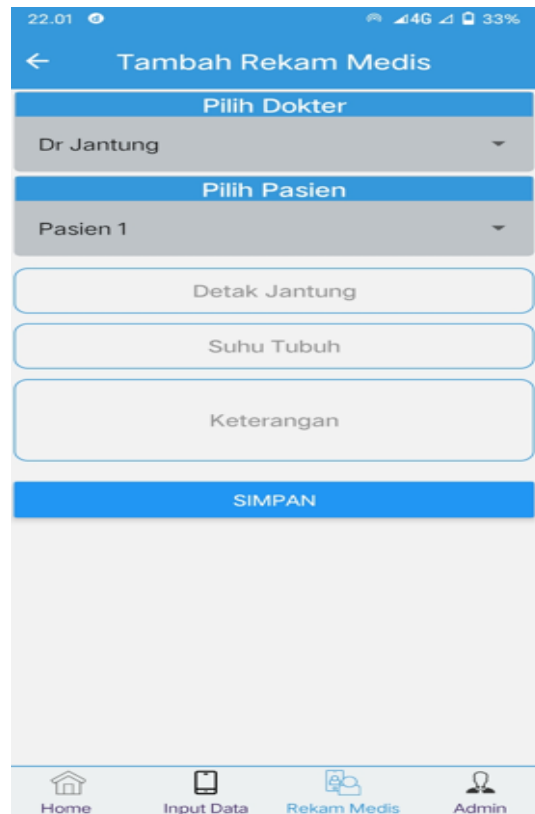 22.01 4G 33%
Tambah Rekam Medis
Pilih Dokter
Dr Jantung
Pilih Pasien
Pasien 1
Detak Jantung
Suhu Tubuh
Keterangan
SIMPAN
Home Input Data Rekam Medis Admin